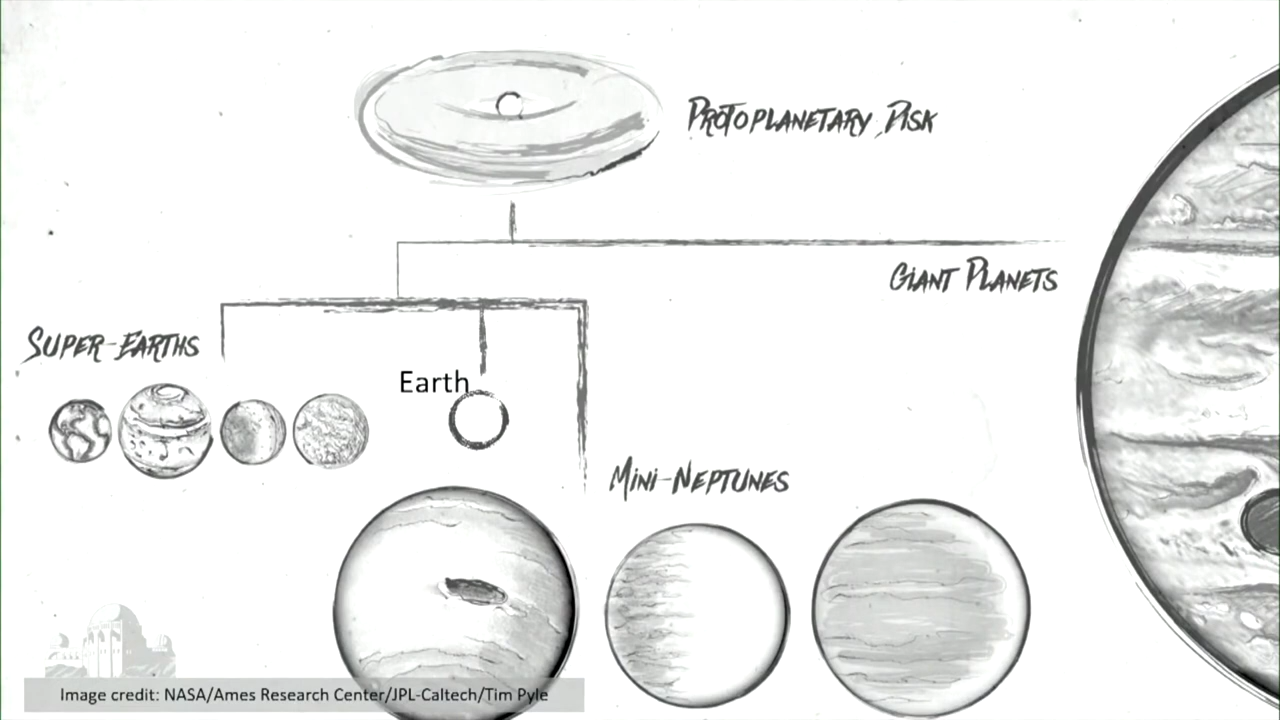 Protoplanetary Disk
Giant Planets
Super-Earths
Earth
Mini-Neptunes
Image credit: NASA/Ames Research Center/JPL-Caltech/Tim Pyle